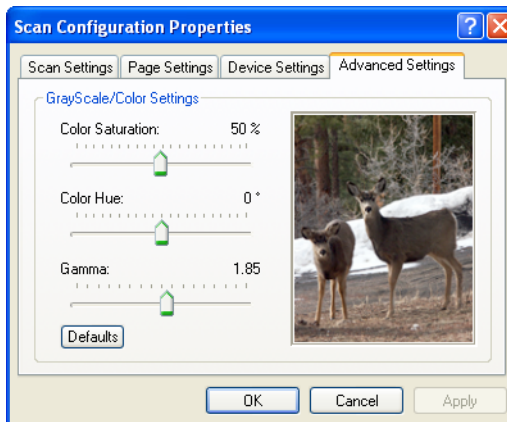 Scan Configuration Properties
Scan Settings Page Settings Device Settings Advanced Settings
GrayScale/Color Settings
Color Saturation: 50 %
Color Hue: 0 °
Gamma: 1.85
Defaults
OK Cancel Apply